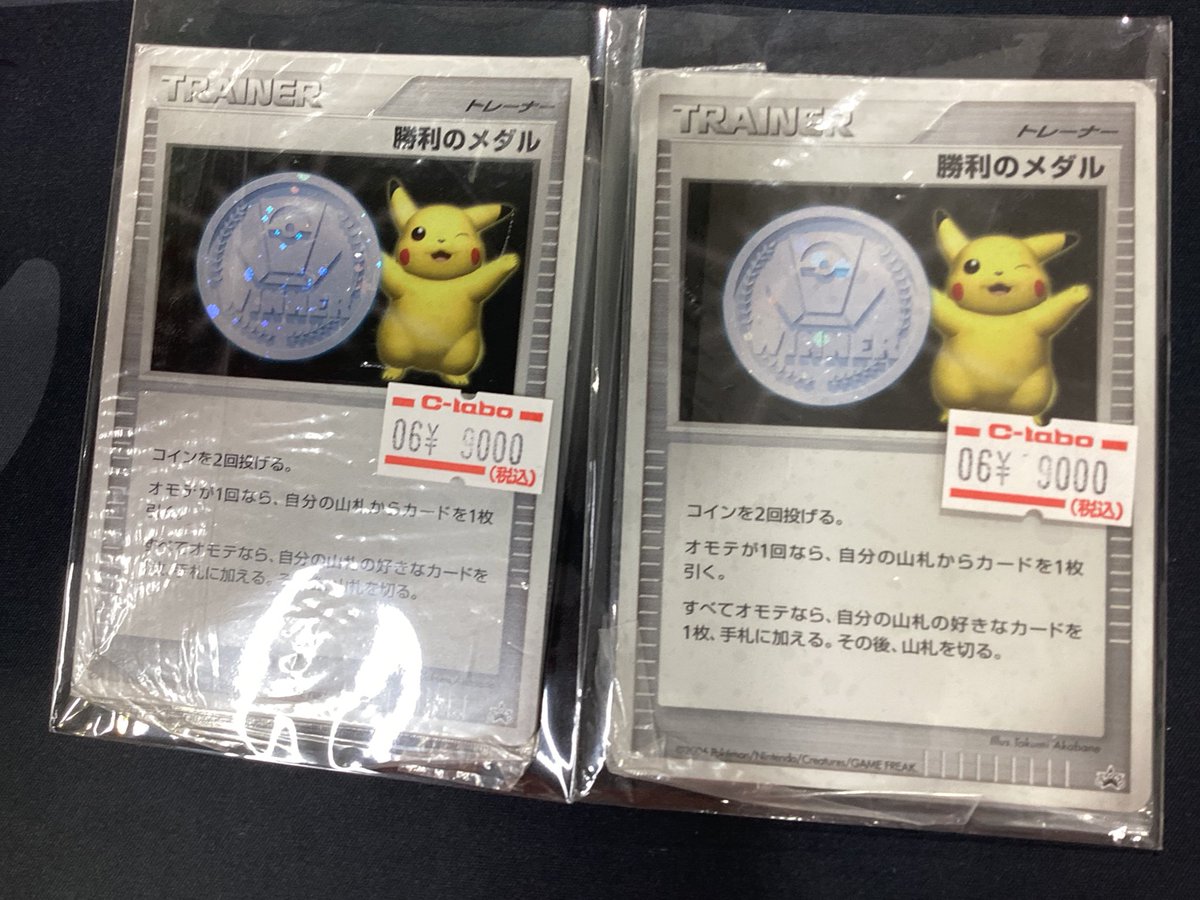 TRAINER
トレーナー
勝利のメダル
WINNER
C-labo
06¥ 9000
(税込)
コインを2回投げる。
オモテが1回なら、自分の山札からカードを1枚
引く。
すべてオモテなら、自分の山札の好きなカードを
手札に加える。その後、山札を切る。
TRAINER
トレーナー
勝利のメダル
WINNER
C-labo
06¥ 9000
(税込)
コインを2回投げる。
オモテが1回なら、自分の山札からカードを1枚
引く。
すべてオモテなら、自分の山札の好きなカードを
1枚、手札に加える。その後、山札を切る。
Illus. Takumi Akabane
Pokémon/Nintendo/Creatures/GAME FREAK